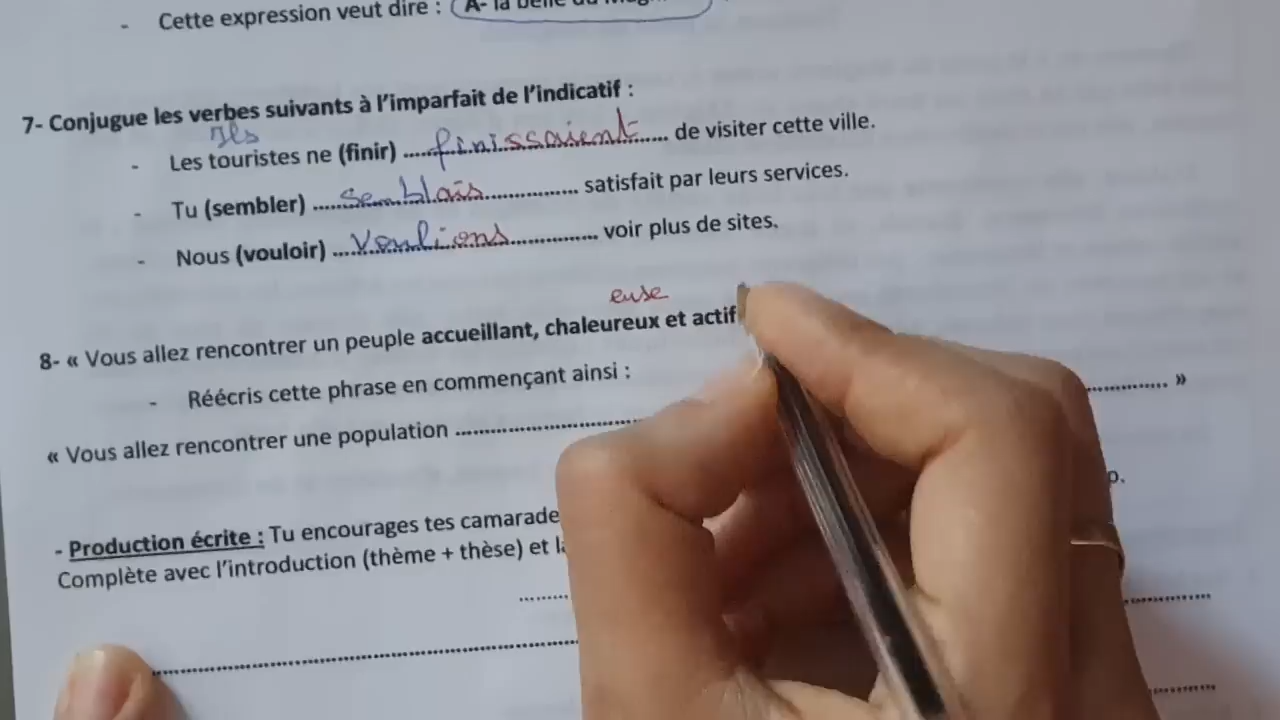 - Cette expression veut dire : A- la belle du
7- Conjugue les verbes suivants à l'imparfait de l'indicatif :
Ils
- Les touristes ne (finir) ..... finissaient ..... de visiter cette ville.
- Tu (sembler) ..... semblais ..... satisfait par leurs services.
- Nous (vouloir) ..... voulions ..... voir plus de sites.
euse
8- « Vous allez rencontrer un peuple accueillant, chaleureux et actif
- Réécris cette phrase en commençant ainsi :
« Vous allez rencontrer une population .......... »
- Production écrite : Tu encourages tes camarade
Complète avec l'introduction (thème + thèse) et